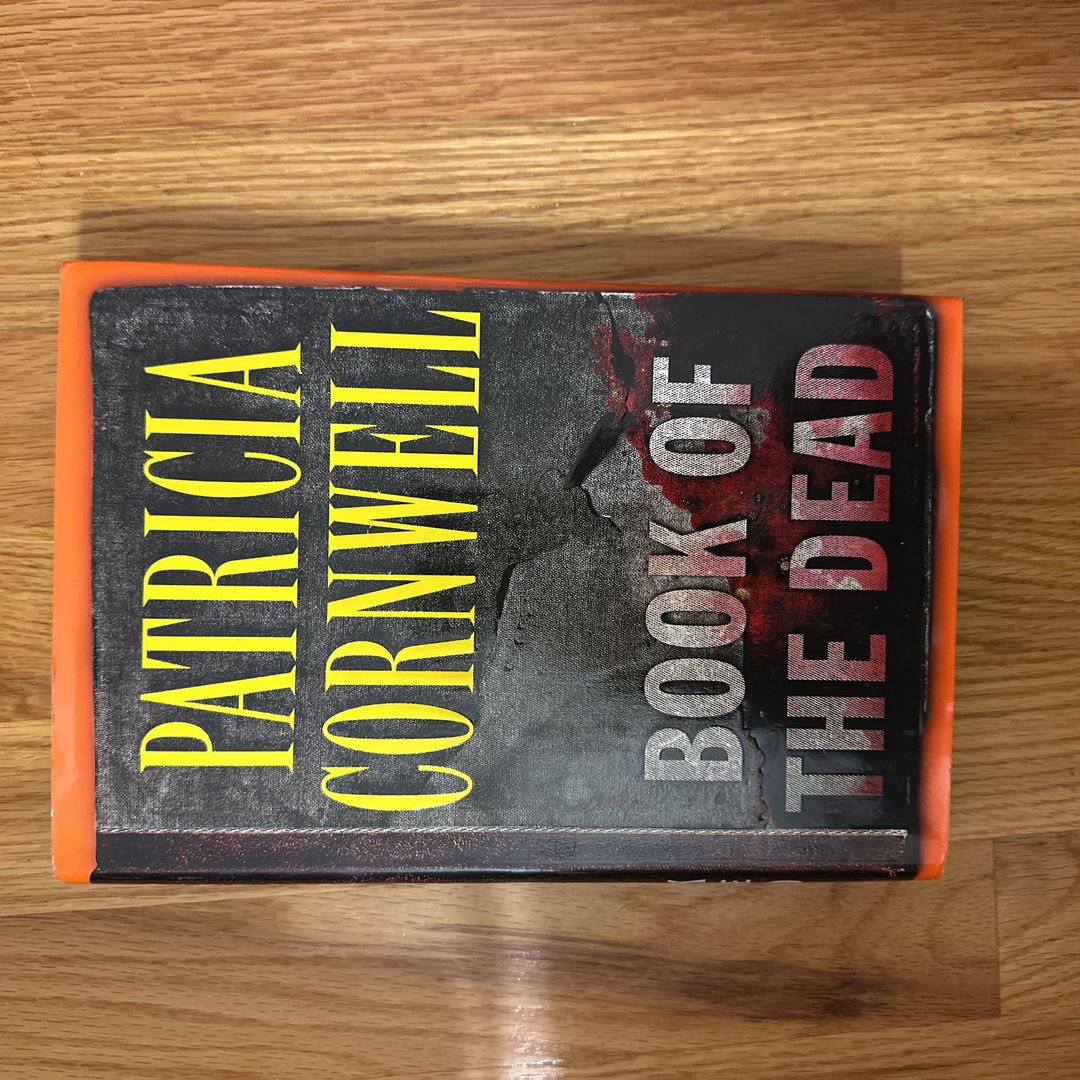 PATRICIA
CORNWELL
BOOK OF
THE DEAD